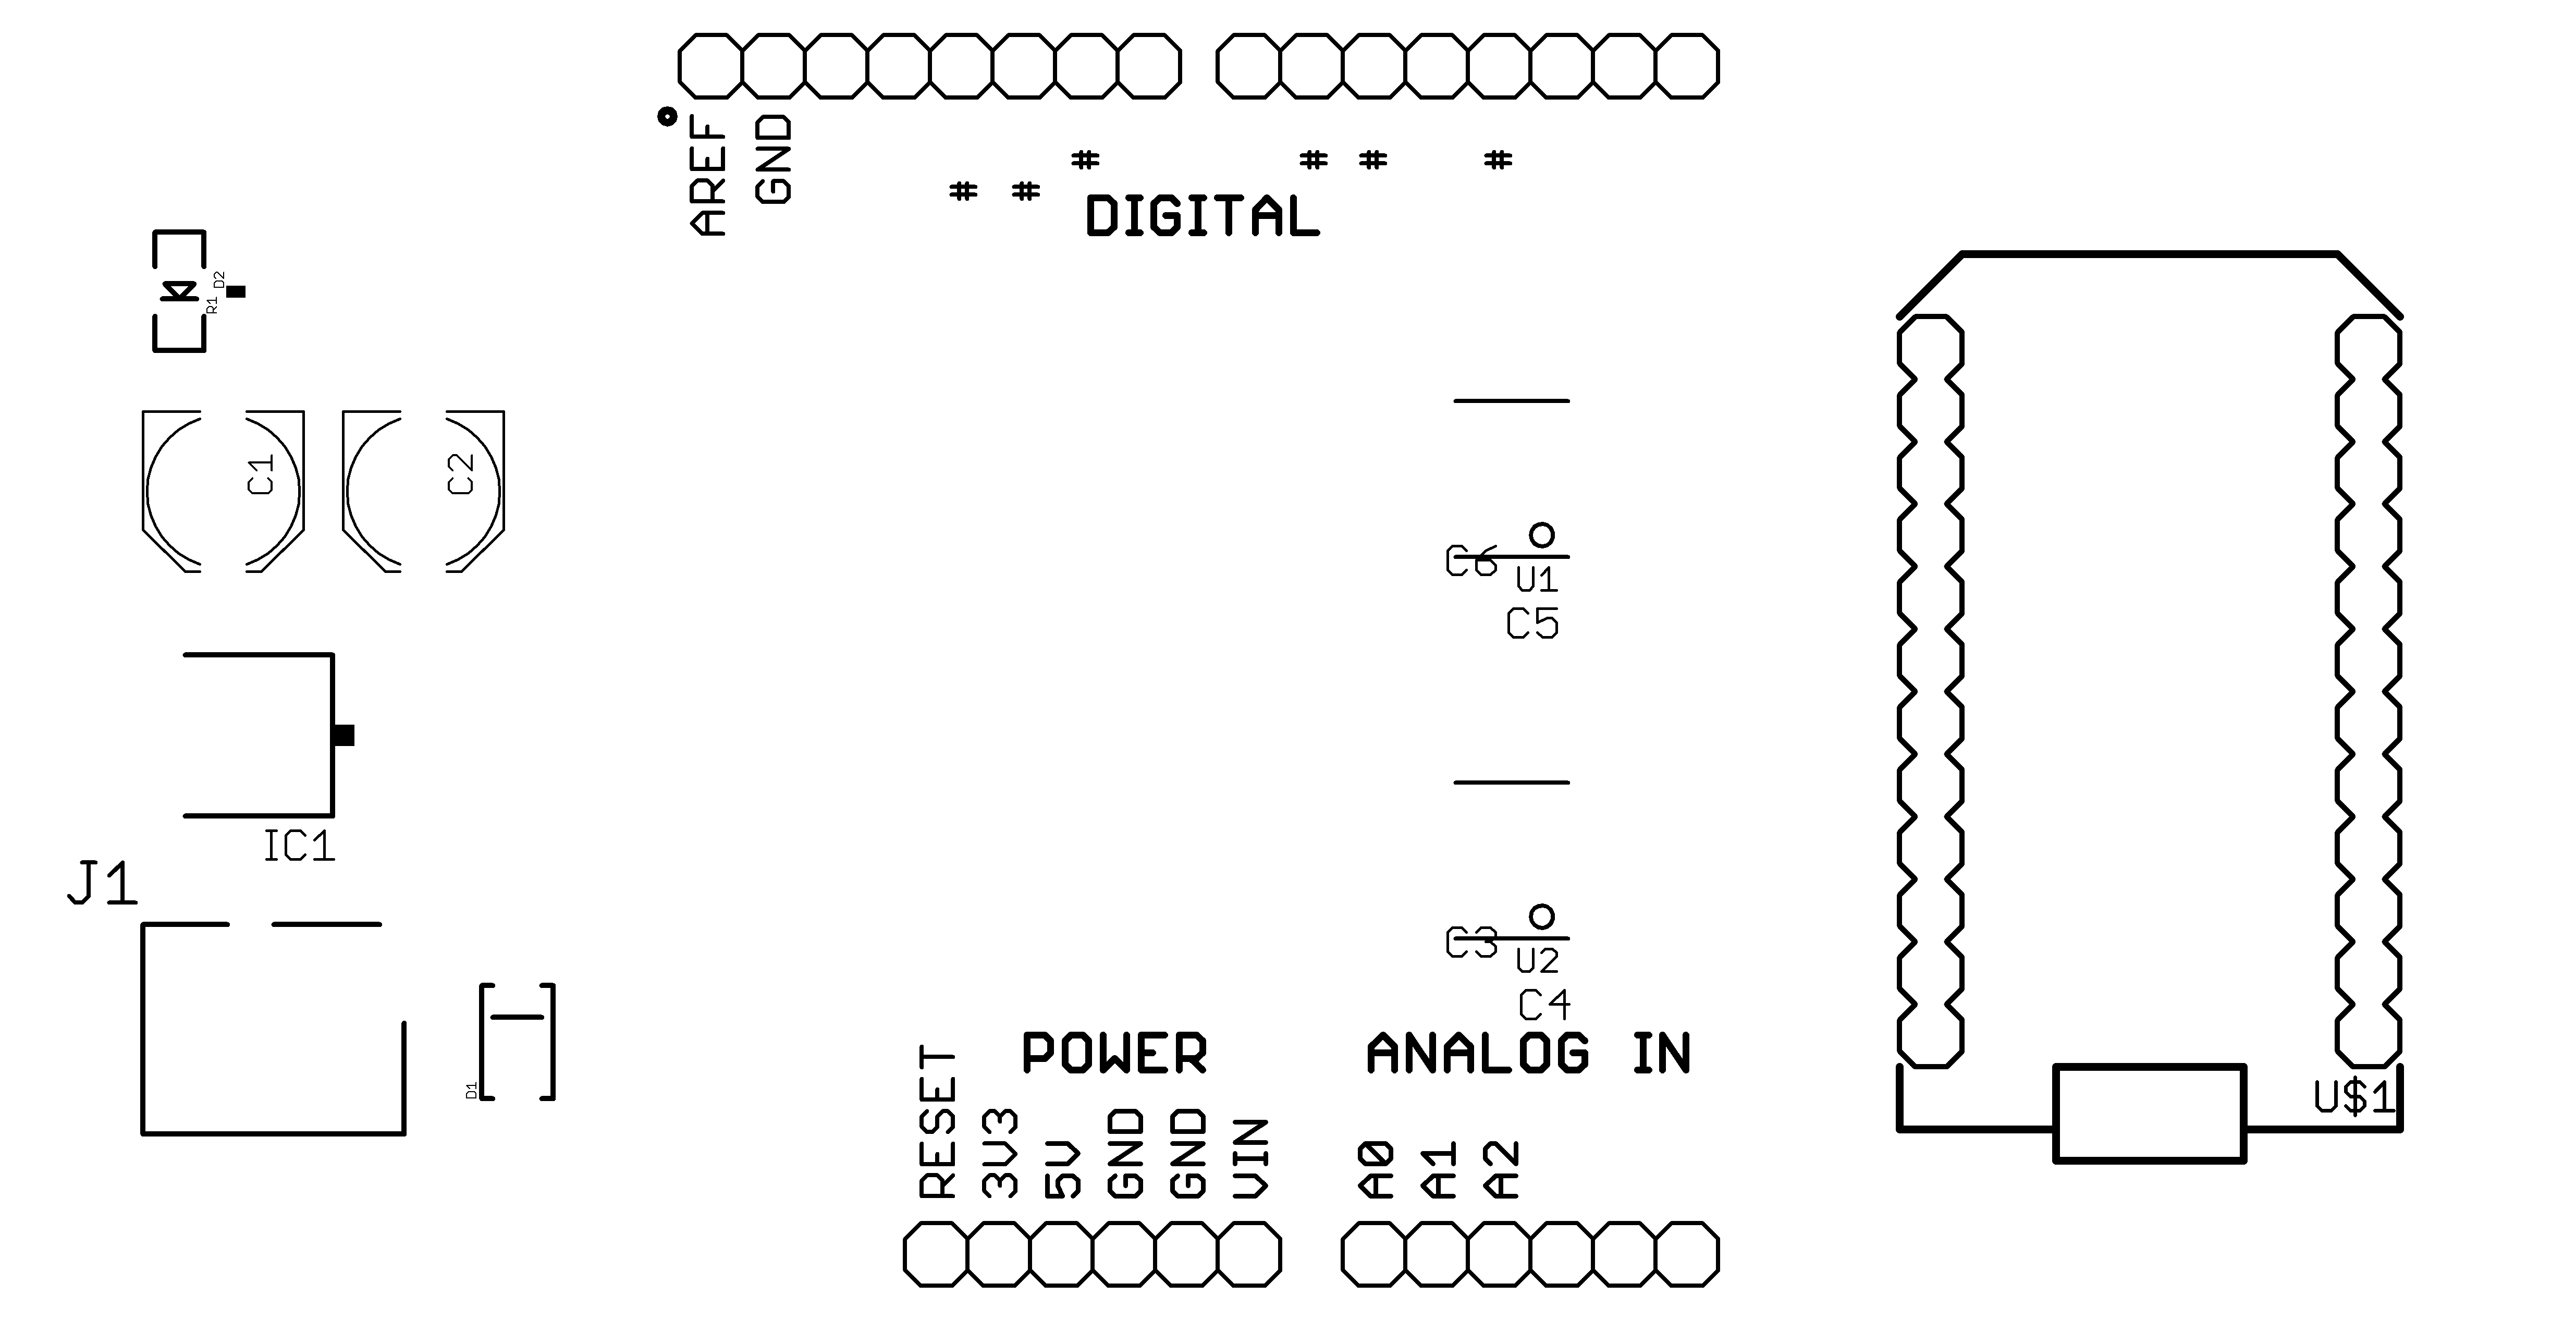 AREF
GND
#
#
#
#
#
#
DIGITAL
D2
R1
C1
C2
C6
U1
C5
IC1
J1
C3
U2
C4
D1
POWER
ANALOG IN
RESET
3V3
5V
GND
GND
VIN
A0
A1
A2
U$1